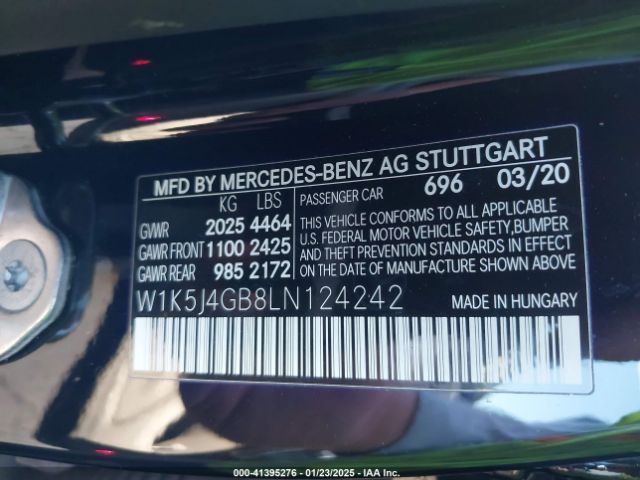 MFD BY MERCEDES-BENZ AG STUTTGART
KG LBS
GVWR 2025 4464
GAWR FRONT 1100 2425
GAWR REAR 985 2172
PASSENGER CAR 696 03/20
THIS VEHICLE CONFORMS TO ALL APPLICABLE
U.S. FEDERAL MOTOR VEHICLE SAFETY,BUMPER
AND THEFT PREVENTION STANDARDS IN EFFECT
ON THE DATE OF MANUFACTURE SHOWN ABOVE.
W1K5J4GB8LN124242 MADE IN HUNGARY
000-41395276 - 01/23/2025 - IAA Inc.